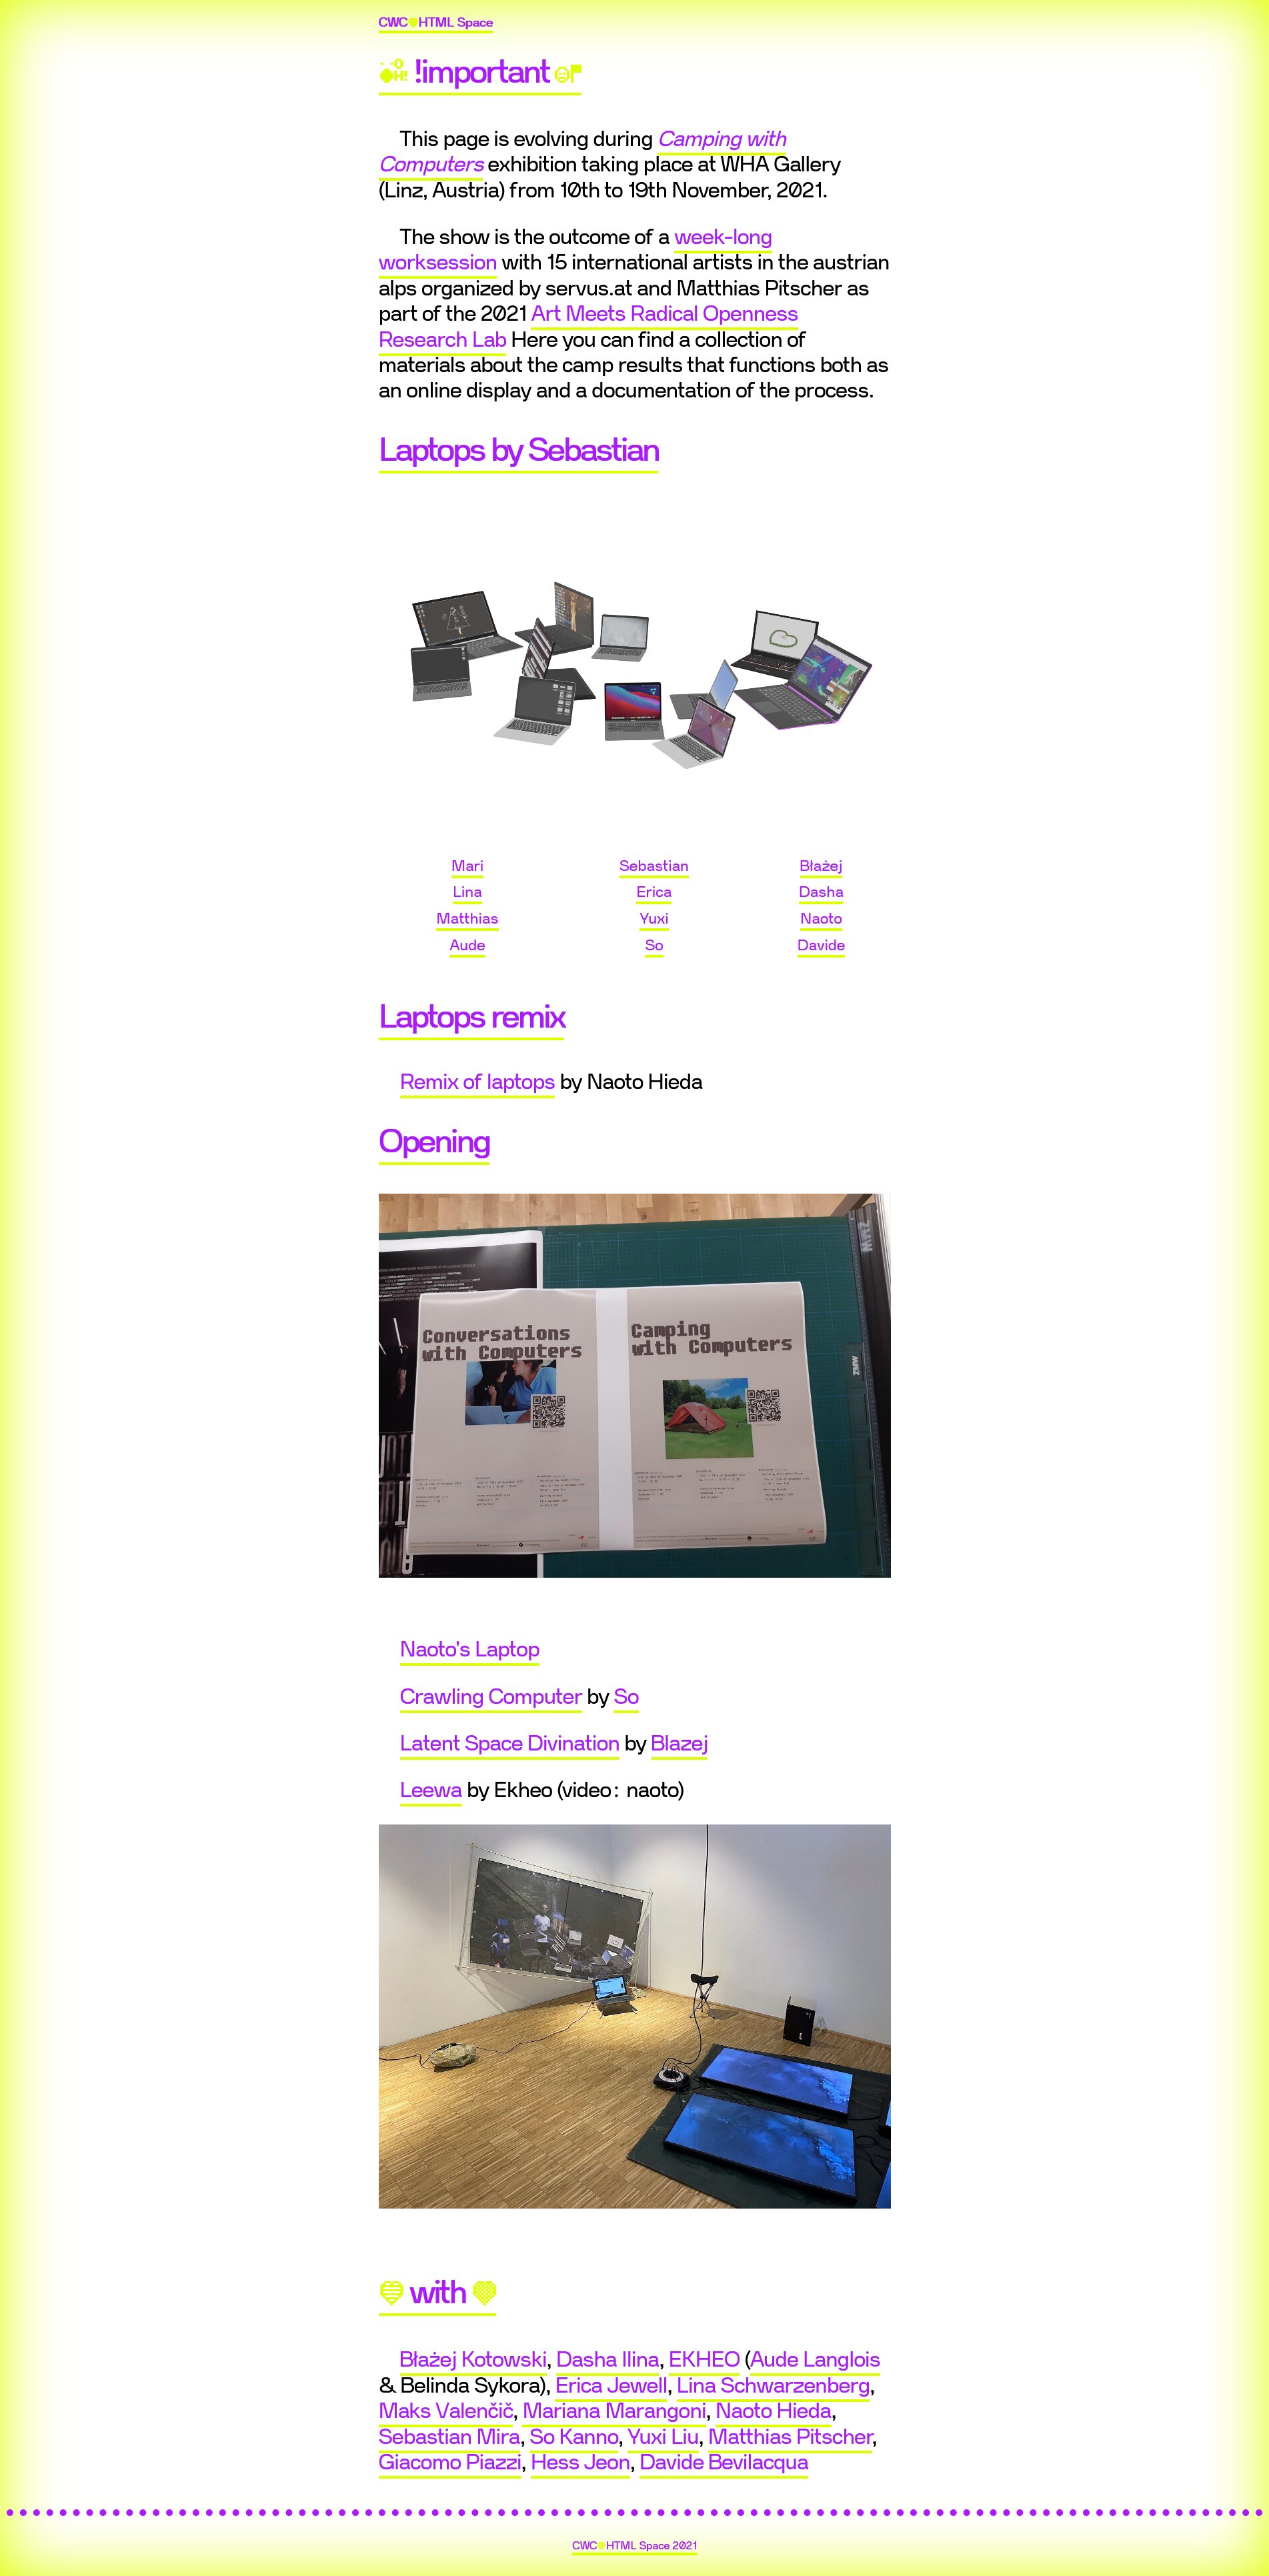 CWC HTML Space
!important
This page is evolving during Camping with
Computers exhibition taking place at WHA Gallery
(Linz, Austria) from 10th to 19th November, 2021.
The show is the outcome of a week-long
worksession with 15 international artists in the austrian
alps organized by servus.at and Matthias Pitscher as
part of the 2021 Art Meets Radical Openness
Research Lab Here you can find a collection of
materials about the camp results that functions both as
an online display and a documentation of the process.
Laptops by Sebastian
Mari Sebastian Błażej
Lina Erica Dasha
Matthias Yuxi Naoto
Aude So Davide
Laptops remix
Remix of laptops by Naoto Hieda
Opening
Conversations
with Computers
Camping
with Computers
Naoto's Laptop
Crawling Computer by So
Latent Space Divination by Blazej
Leewa by Ekheo (video: naoto)
with
Błażej Kotowski, Dasha Ilina, EKHEO (Aude Langlois
& Belinda Sykora), Erica Jewell, Lina Schwarzenberg,
Maks Valenčič, Mariana Marangoni, Naoto Hieda,
Sebastian Mira, So Kanno, Yuxi Liu, Matthias Pitscher,
Giacomo Piazzi, Hess Jeon, Davide Bevilacqua
CWC HTML Space 2021